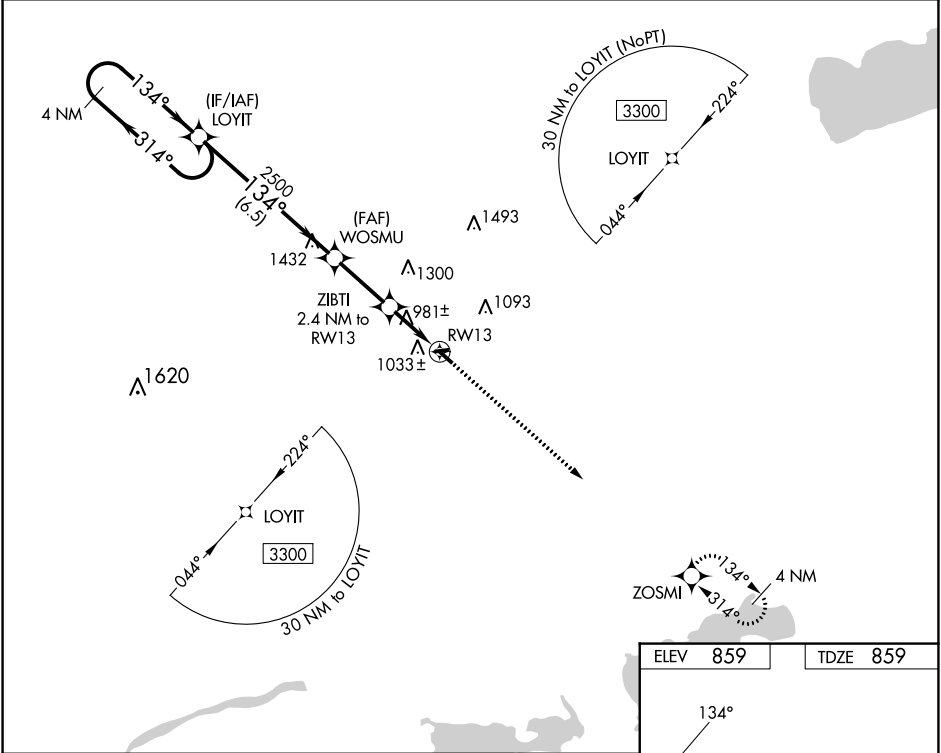 134°
4 NM
314°
(IF/IAF)
LOYIT
2500
134°
(6.5)
(FAF)
WOSMU
1432
1493
1300
ZIBTI
2.4 NM to
RW13
981±
1093
RW13
1033±
1620
30 NM to LOYIT (NoPT)
3300
LOYIT
224°
044°
224°
LOYIT
3300
044°
30 NM to LOYIT
ZOSMI
134°
314°
4 NM
ELEV 859
TDZE 859
134°